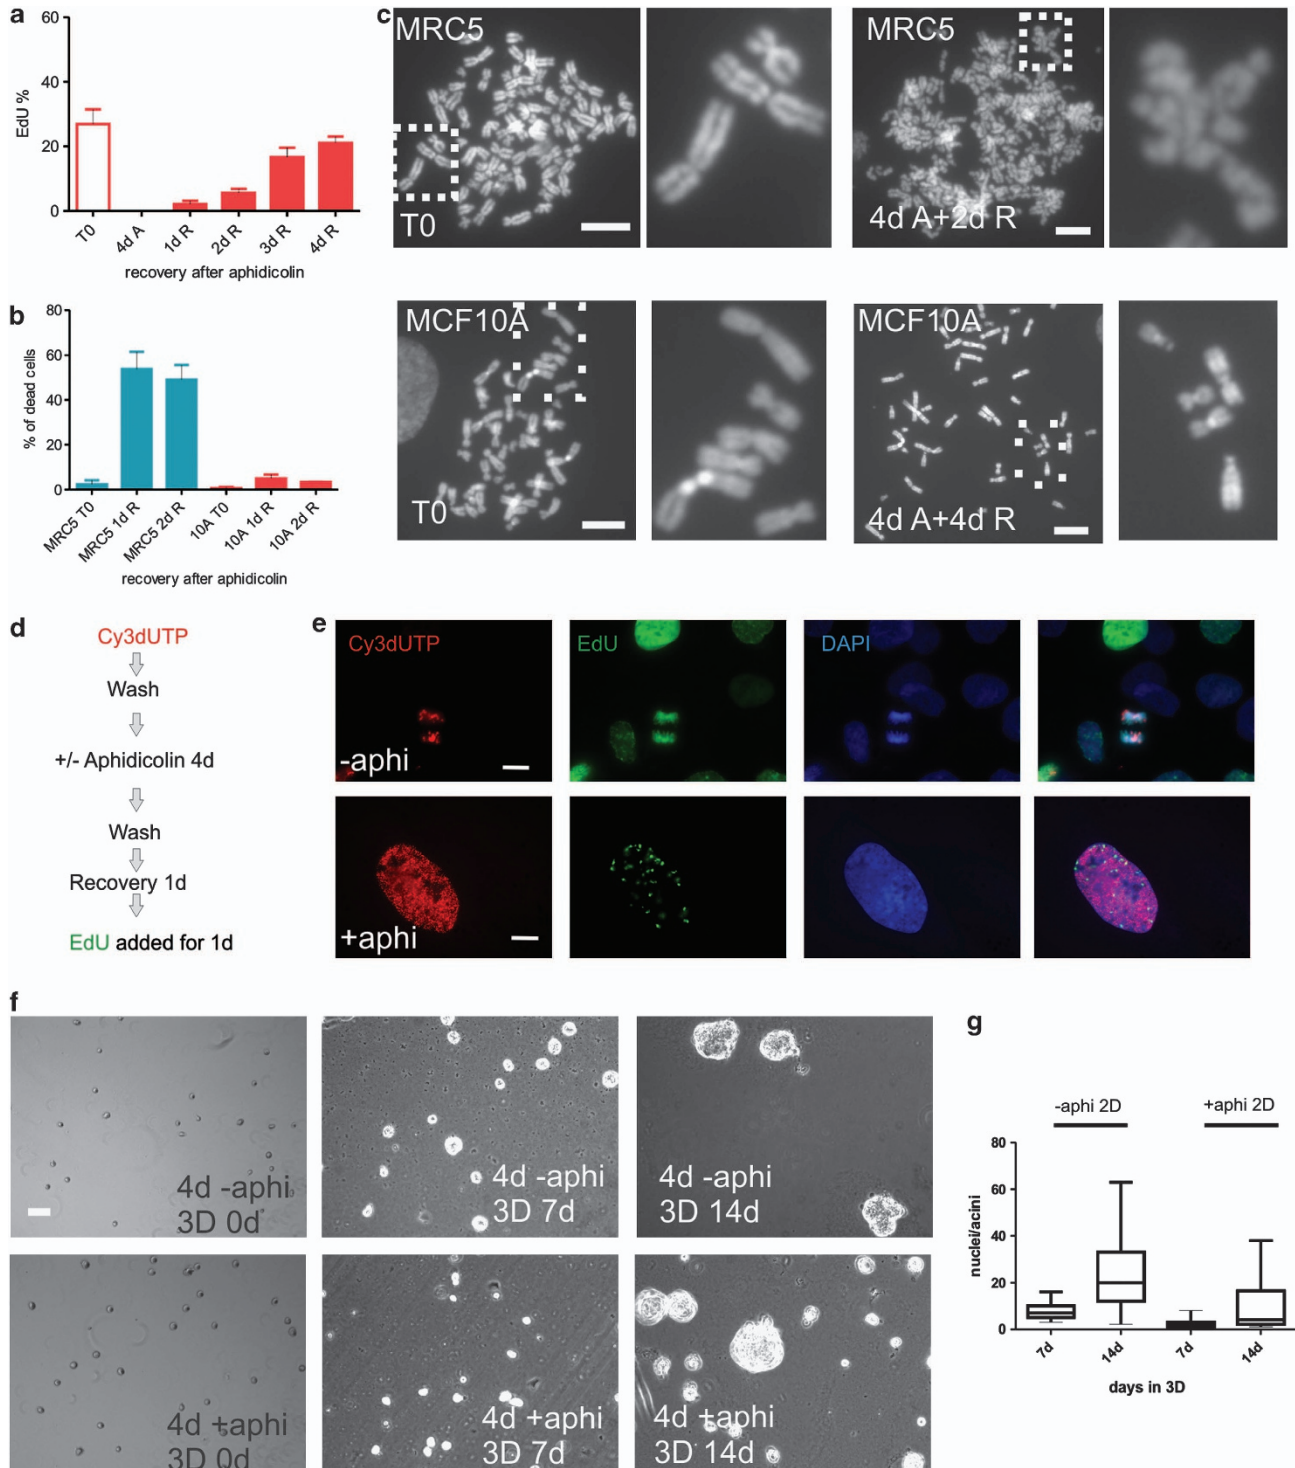 a
60
40
20
0
EdU %
T0
4d A
1d R
2d R
3d R
4d R
recovery after aphidicolin
b
80
60
40
20
0
% of dead cells
MRC5 T0
MRC5 1d R
MRC5 2d R
10A T0
10A 1d R
10A 2d R
recovery after aphidicolin
c
MRC5
T0
MRC5
4d A+2d R
MCF10A
T0
MCF10A
4d A+4d R
d
Cy3dUTP
Wash
+/- Aphidicolin 4d
Wash
Recovery 1d
EdU added for 1d
e
Cy3dUTP
EdU
DAPI
-aphi
+aphi
f
4d -aphi
3D 0d
4d -aphi
3D 7d
4d -aphi
3D 14d
4d +aphi
3D 0d
4d +aphi
3D 7d
4d +aphi
3D 14d
g
-aphi 2D
+aphi 2D
80
60
40
20
0
nuclei/acini
7d
14d
7d
14d
days in 3D